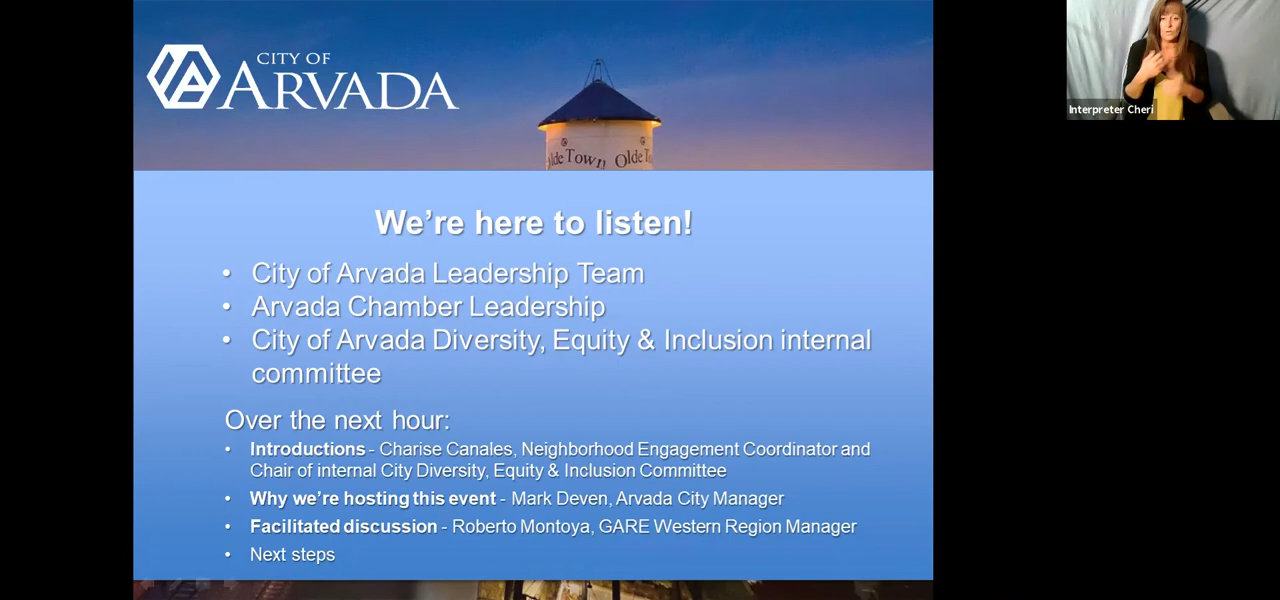 CITY OF
ARVADA
Olde Town Olde
Interpreter Cheri
We're here to listen!
• City of Arvada Leadership Team
• Arvada Chamber Leadership
• City of Arvada Diversity, Equity & Inclusion internal
committee
Over the next hour:
• Introductions - Charise Canales, Neighborhood Engagement Coordinator and
Chair of internal City Diversity, Equity & Inclusion Committee
• Why we're hosting this event - Mark Deven, Arvada City Manager
• Facilitated discussion - Roberto Montoya, GARE Western Region Manager
• Next steps